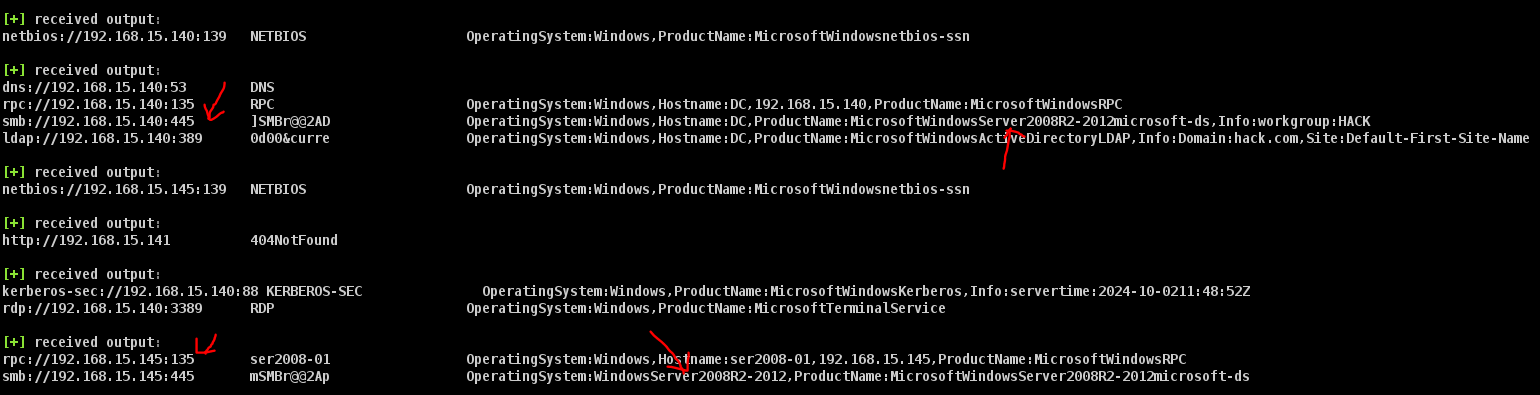 [+] received output:
netbios://192.168.15.140:139 NETBIOS OperatingSystem:Windows,ProductName:MicrosoftWindowsnetbios-ssn
[+] received output:
dns://192.168.15.140:53 DNS
rpc://192.168.15.140:135 RPC OperatingSystem:Windows,Hostname:DC,192.168.15.140,ProductName:MicrosoftWindowsRPC
smb://192.168.15.140:445 ]SMBr@@2AD OperatingSystem:Windows,Hostname:DC,ProductName:MicrosoftWindowsServer2008R2-2012microsoft-ds,Info:workgroup:HACK
ldap://192.168.15.140:389 0d00&curre OperatingSystem:Windows,Hostname:DC,ProductName:MicrosoftWindowsActiveDirectoryLDAP,Info:Domain:hack.com,Site:Default-First-Site-Name
[+] received output:
netbios://192.168.15.145:139 NETBIOS OperatingSystem:Windows,ProductName:MicrosoftWindowsnetbios-ssn
[+] received output:
http://192.168.15.141 404NotFound
[+] received output:
kerberos-sec://192.168.15.140:88 KERBEROS-SEC OperatingSystem:Windows,ProductName:MicrosoftWindowsKerberos,Info:servertime:2024-10-0211:48:52Z
rdp://192.168.15.140:3389 RDP OperatingSystem:Windows,ProductName:MicrosoftTerminalService
[+] received output:
rpc://192.168.15.145:135 ser2008-01 OperatingSystem:Windows,Hostname:ser2008-01,192.168.15.145,ProductName:MicrosoftWindowsRPC
smb://192.168.15.145:445 mSMBr@@2Ap OperatingSystem:WindowsServer2008R2-2012,ProductName:MicrosoftWindowsServer2008R2-2012microsoft-ds